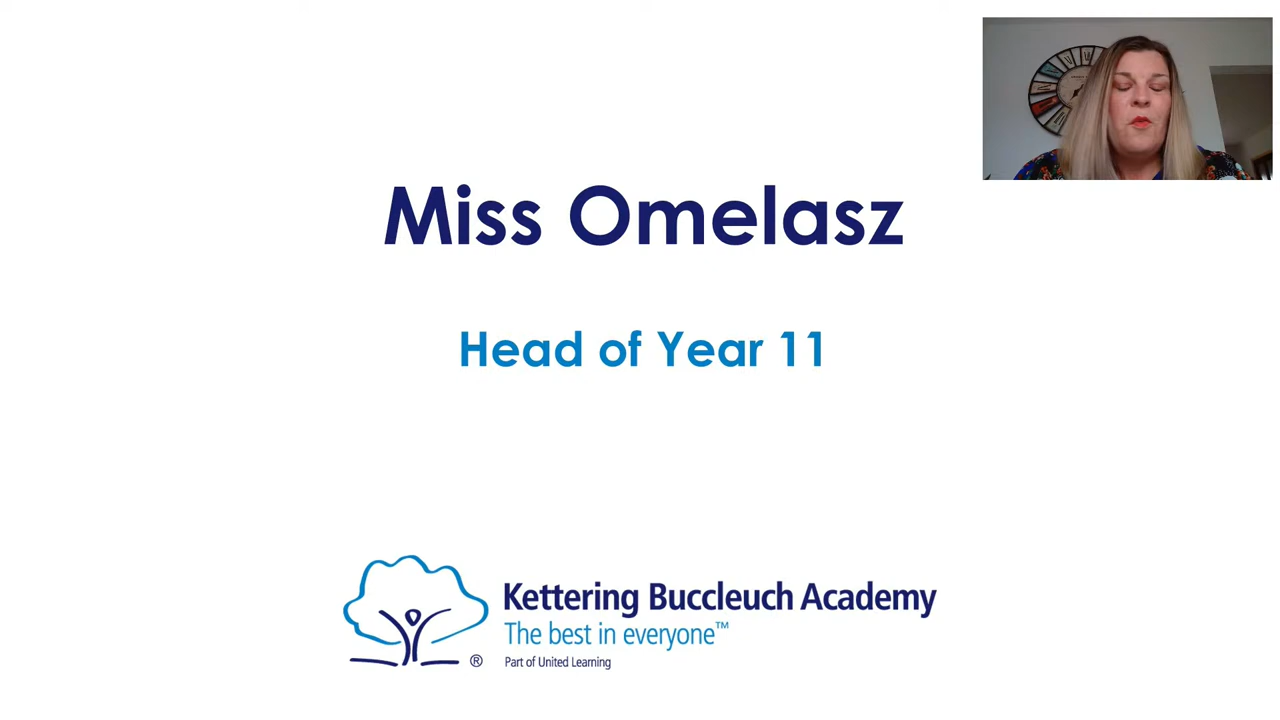 Miss Omelasz
Head of Year 11
Kettering Buccleuch Academy
The best in everyone™
® Part of United Learning